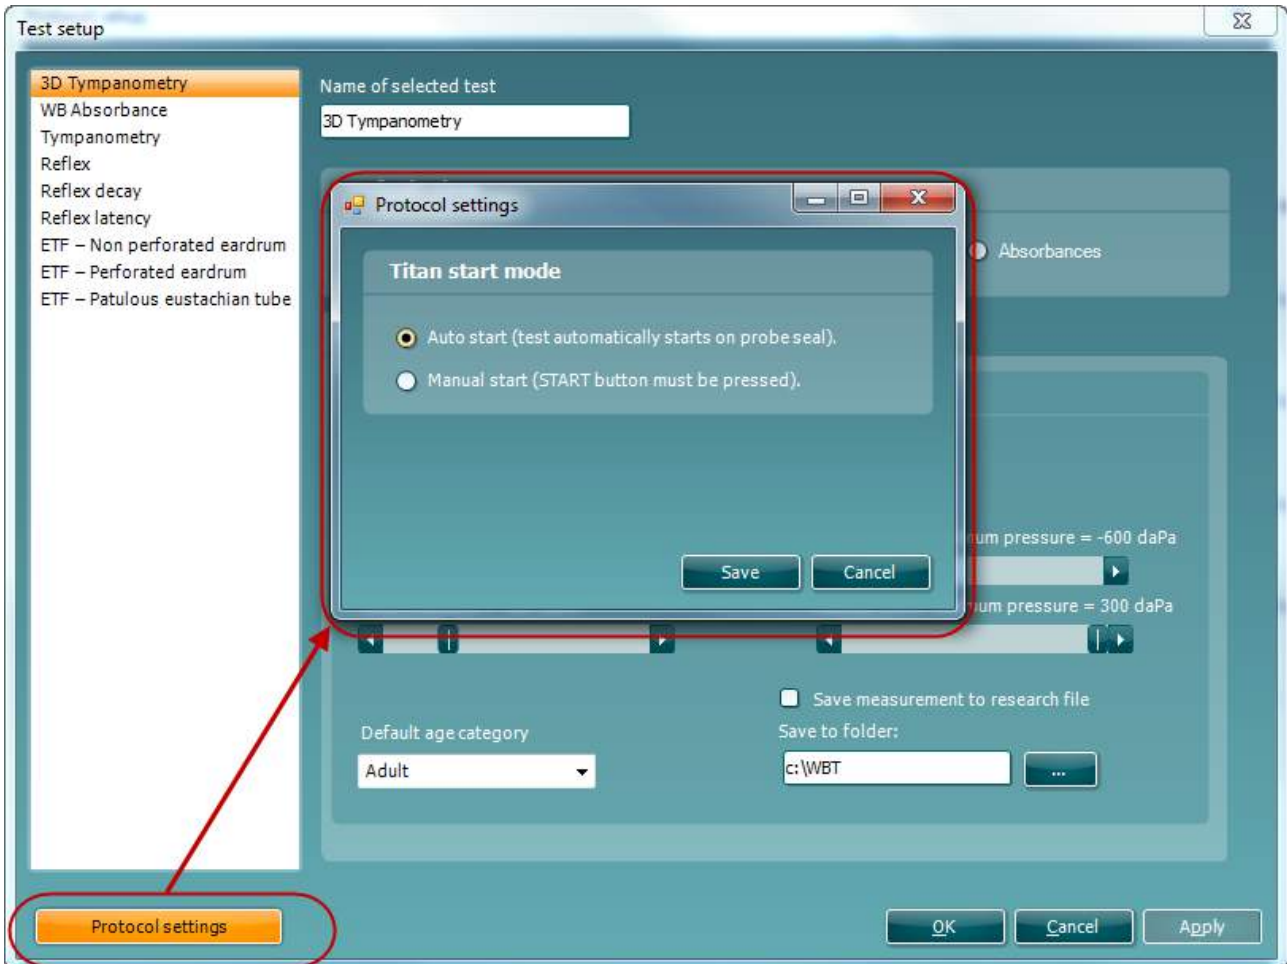 Test setup
3D Tympanometry
WB Absorbance
Tympanometry
Reflex
Reflex decay
Reflex latency
ETF – Non perforated eardrum
ETF – Perforated eardrum
ETF – Patulous eustachian tube
Name of selected test
3D Tympanometry
Absorbances
Protocol settings
Titan start mode
Auto start (test automatically starts on probe seal).
Manual start (START button must be pressed).
Save
Cancel
pressure = -600 daPa
pressure = 300 daPa
Save measurement to research file
Default age category
Save to folder:
Adult
c:\WBT
...
Protocol settings
OK
Cancel
Apply